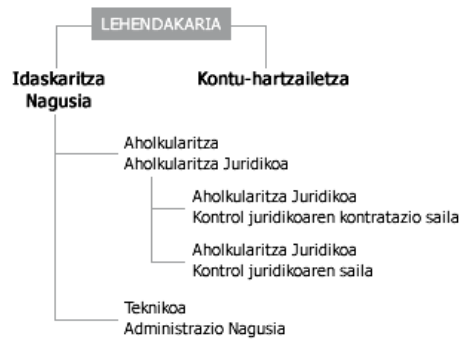 LEHENDAKARIA
Idaskaritza
Nagusia
Kontu-hartzailetza
Aholkularitza
Aholkularitza Juridikoa
Aholkularitza Juridikoa
Kontrol juridikoaren kontratazio saila
Aholkularitza Juridikoa
Kontrol juridikoaren saila
Teknikoa
Administrazio Nagusia